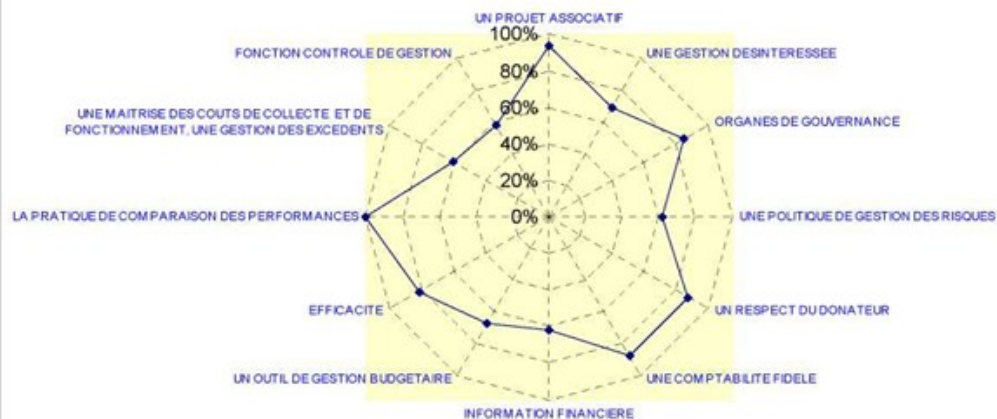 UN PROJET ASSOCIATIF
100%
FONCTION CONTROLE DE GESTION
UNE GESTION DESINTERESSEE
80%
UNE MAITRISE DES COUTS DE COLLECTE ET DE
FONCTIONNEMENT, UNE GESTION DES EXCEDENTS
60%
ORGANES DE GOUVERNANCE
40%
20%
LA PRATIQUE DE COMPARAISON DES PERFORMANCES
0%
UNE POLITIQUE DE GESTION DES RISQUES
EFFICACITE
UN RESPECT DU DONATEUR
UN OUTIL DE GESTION BUDGETAIRE
UNE COMPTABILITE FIDELE
INFORMATION FINANCIERE